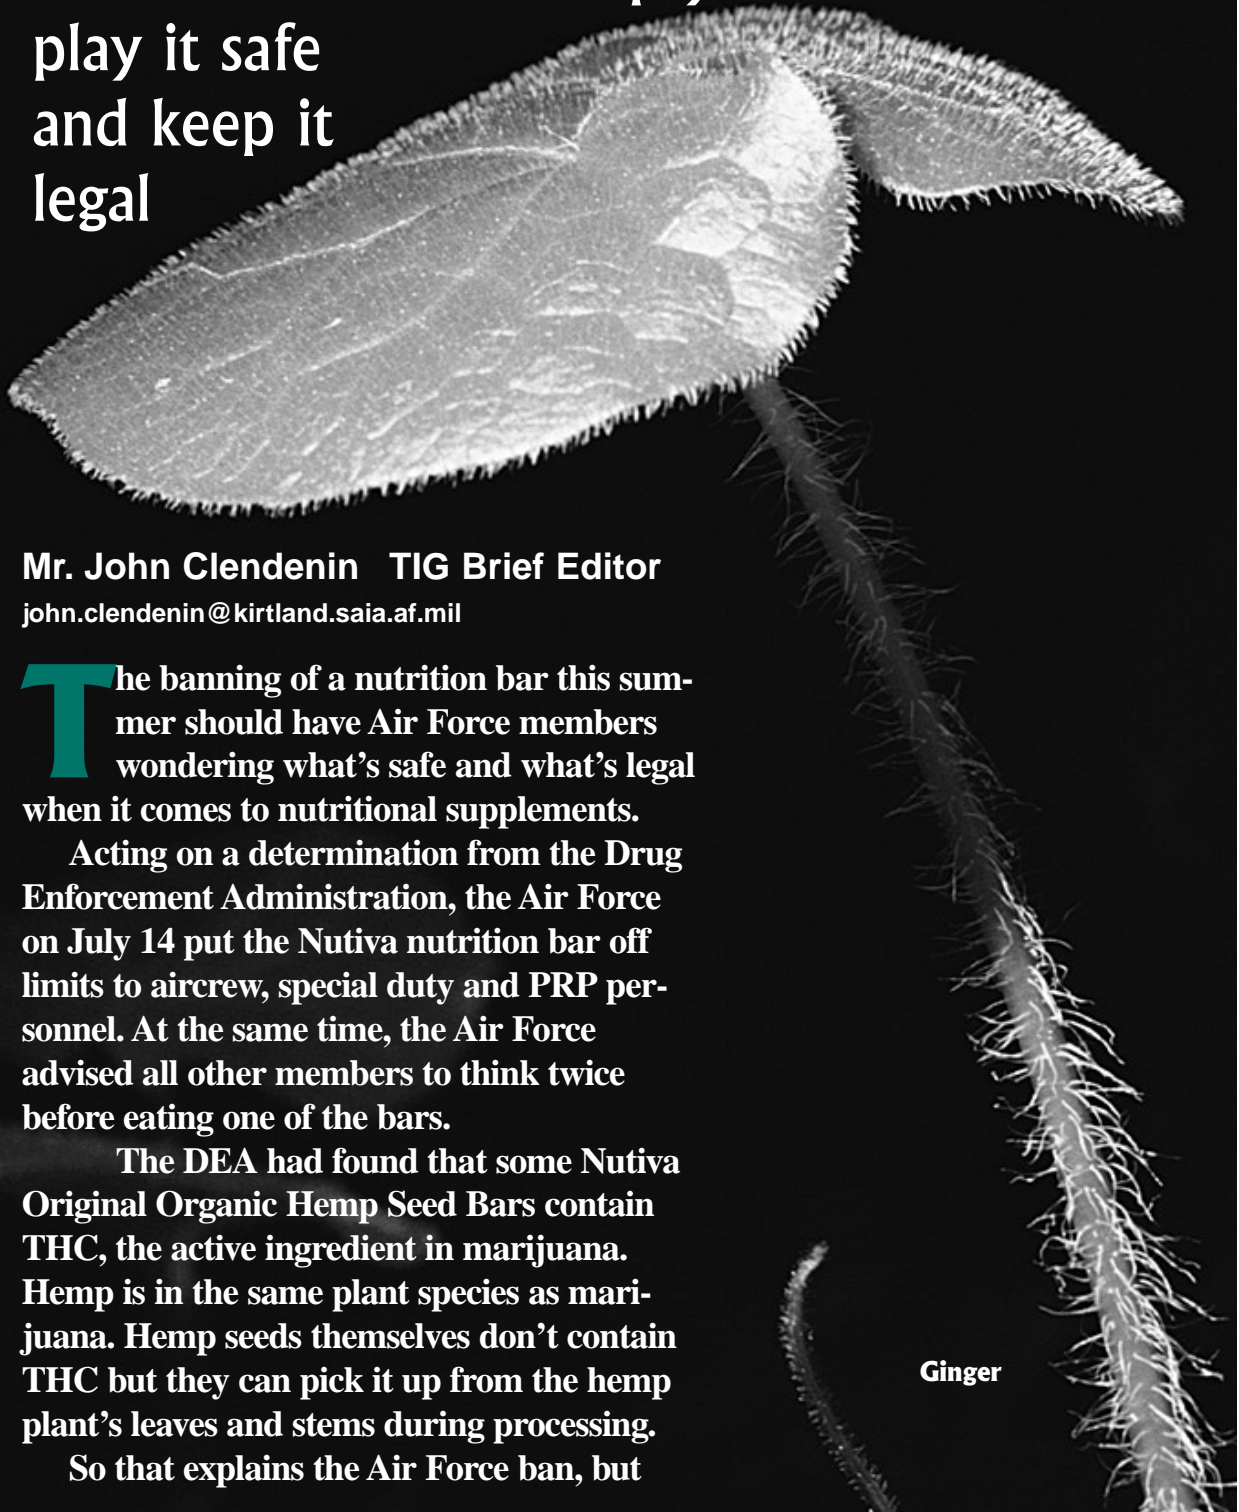 play it safe
and keep it
legal
Mr. John Clendenin TIG Brief Editor
john.clendenin@kirtland.saia.af.mil
The banning of a nutrition bar this sum-
mer should have Air Force members
wondering what’s safe and what’s legal
when it comes to nutritional supplements.
Acting on a determination from the Drug
Enforcement Administration, the Air Force
on July 14 put the Nutiva nutrition bar off
limits to aircrew, special duty and PRP per-
sonnel. At the same time, the Air Force
advised all other members to think twice
before eating one of the bars.
The DEA had found that some Nutiva
Original Organic Hemp Seed Bars contain
THC, the active ingredient in marijuana.
Hemp is in the same plant species as mari-
juana. Hemp seeds themselves don’t contain
THC but they can pick it up from the hemp
plant’s leaves and stems during processing.
So that explains the Air Force ban, but
Ginger